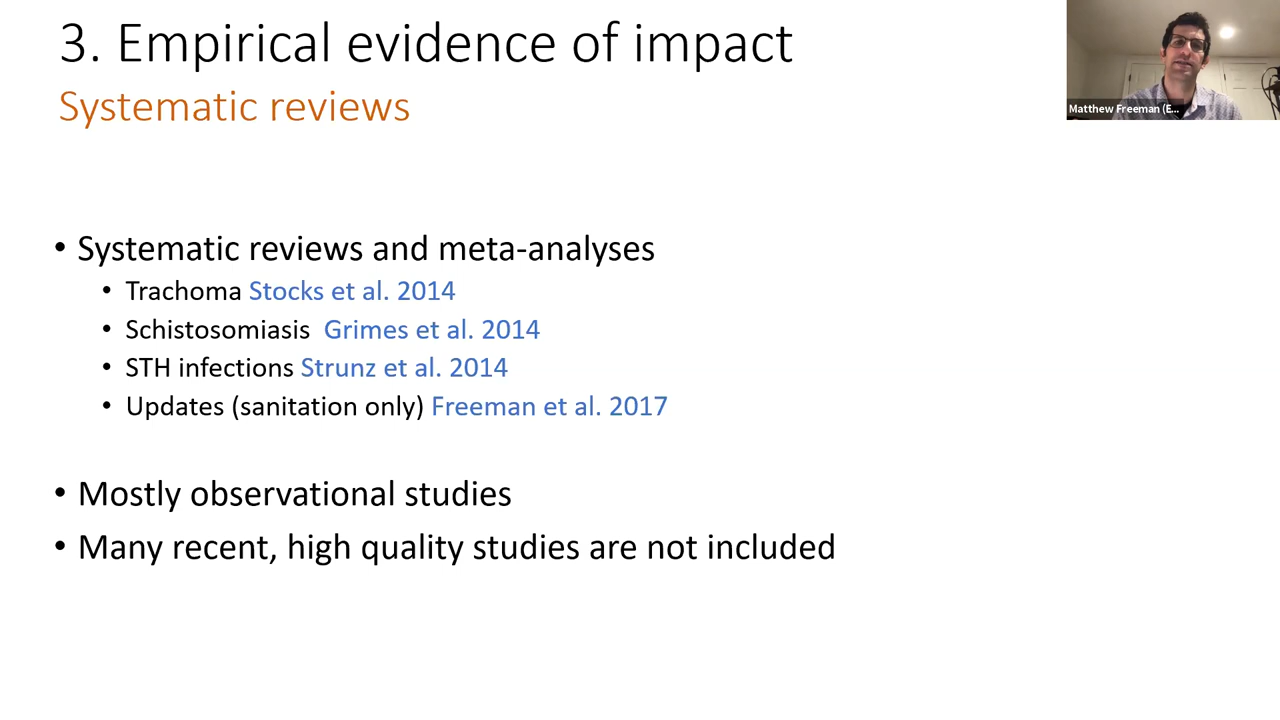 3. Empirical evidence of impact
Systematic reviews
Matthew Freeman (E...
• Systematic reviews and meta-analyses
• Trachoma Stocks et al. 2014
• Schistosomiasis Grimes et al. 2014
• STH infections Strunz et al. 2014
• Updates (sanitation only) Freeman et al. 2017
• Mostly observational studies
• Many recent, high quality studies are not included